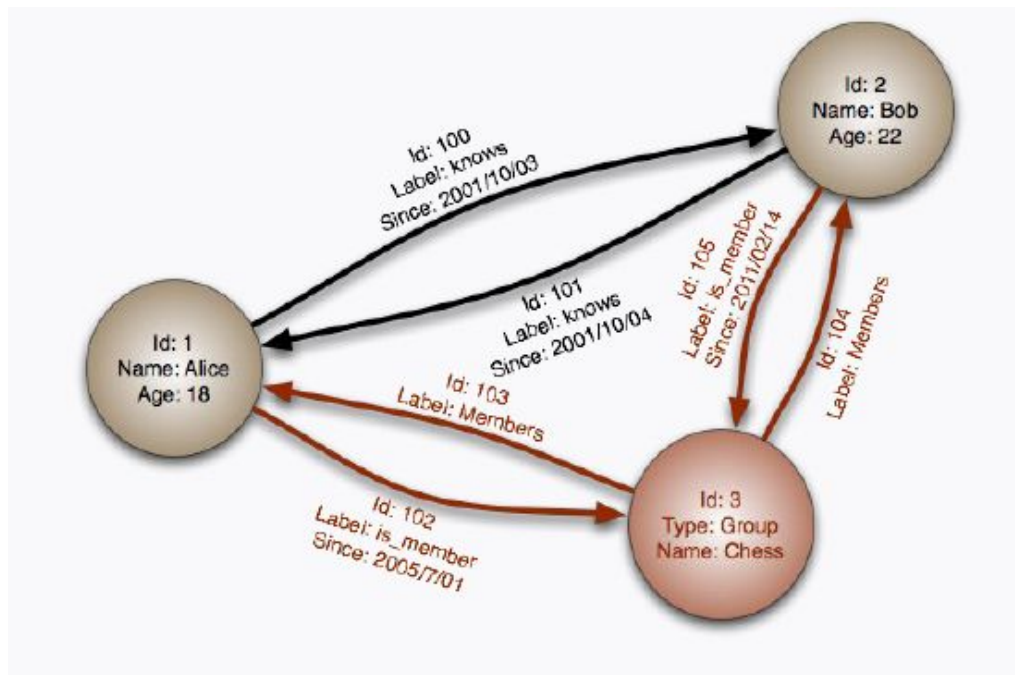 Id: 2
Name: Bob
Age: 22
Id: 100
Label: knows
Since: 2001/10/03
Id: 101
Label: knows
Since: 2001/10/04
Id: 105
Label: is_member
Since: 2011/02/14
Id: 104
Label: Members
Id: 1
Name: Alice
Age: 18
Id: 103
Label: Members
Id: 102
Label: is_member
Since: 2005/7/01
Id: 3
Type: Group
Name: Chess